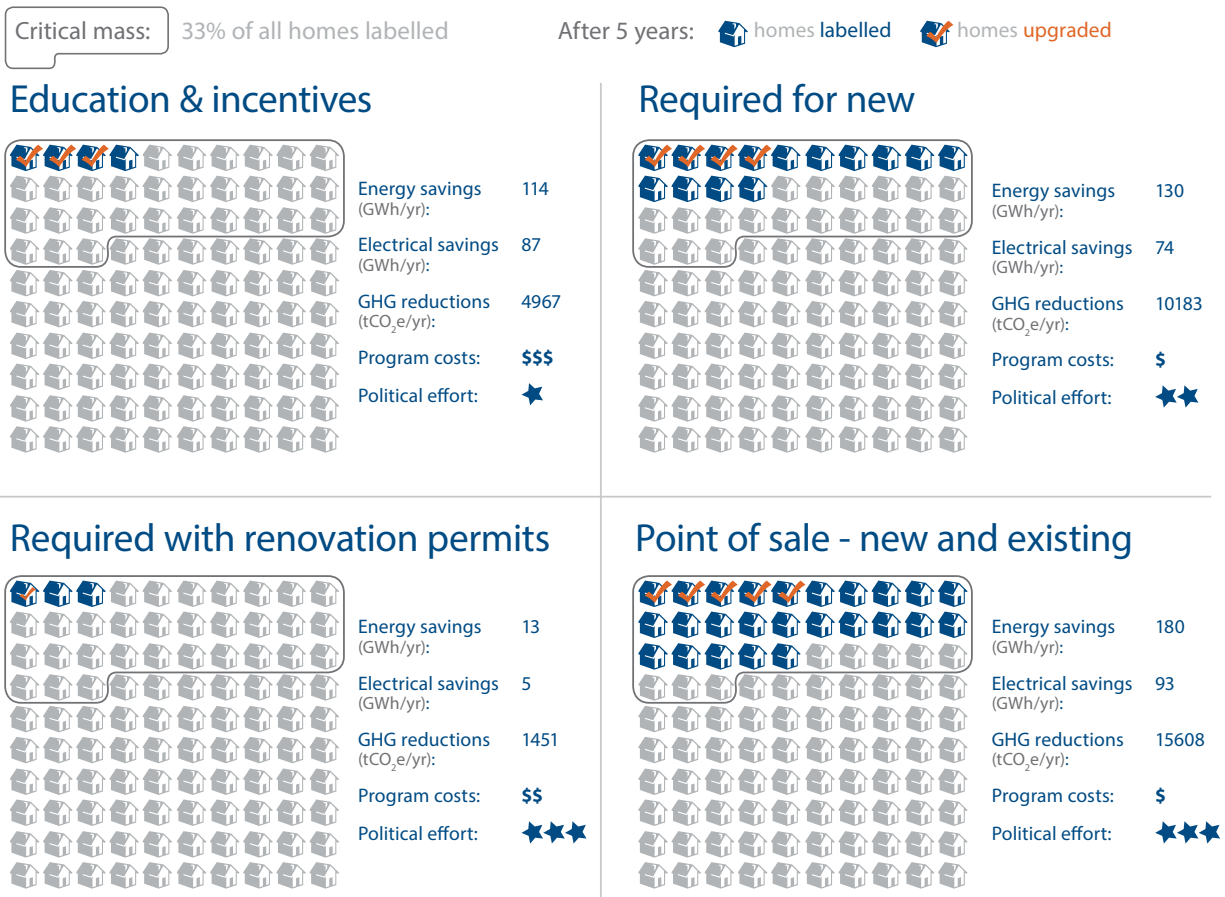 Critical mass: 33% of all homes labelled
After 5 years: homes labelled homes upgraded
Education & incentives
Energy savings 114
(GWh/yr):
Electrical savings 87
(GWh/yr):
GHG reductions 4967
(tCO2e/yr):
Program costs: $$$
Political effort:
Required for new
Energy savings 130
(GWh/yr):
Electrical savings 74
(GWh/yr):
GHG reductions 10183
(tCO2e/yr):
Program costs: $
Political effort:
Required with renovation permits
Energy savings 13
(GWh/yr):
Electrical savings 5
(GWh/yr):
GHG reductions 1451
(tCO2e/yr):
Program costs: $$
Political effort:
Point of sale - new and existing
Energy savings 180
(GWh/yr):
Electrical savings 93
(GWh/yr):
GHG reductions 15608
(tCO2e/yr):
Program costs: $
Political effort: